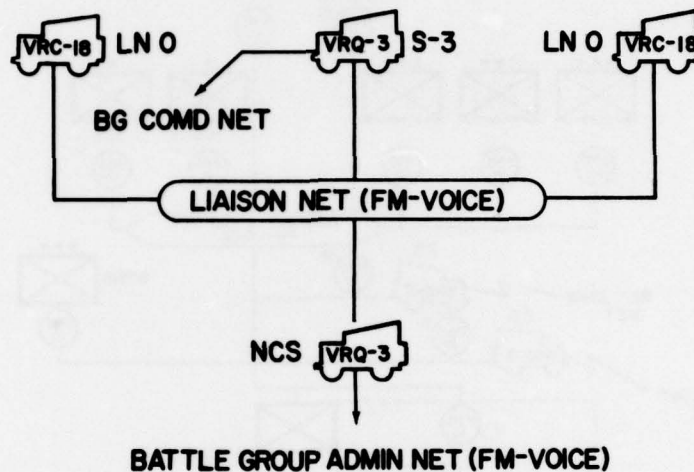 VRC-18 LN O VRQ-3 S-3 LN O VRC-18
BG COMD NET
LIAISON NET (FM-VOICE)
NCS VRQ-3
BATTLE GROUP ADMIN NET (FM-VOICE)